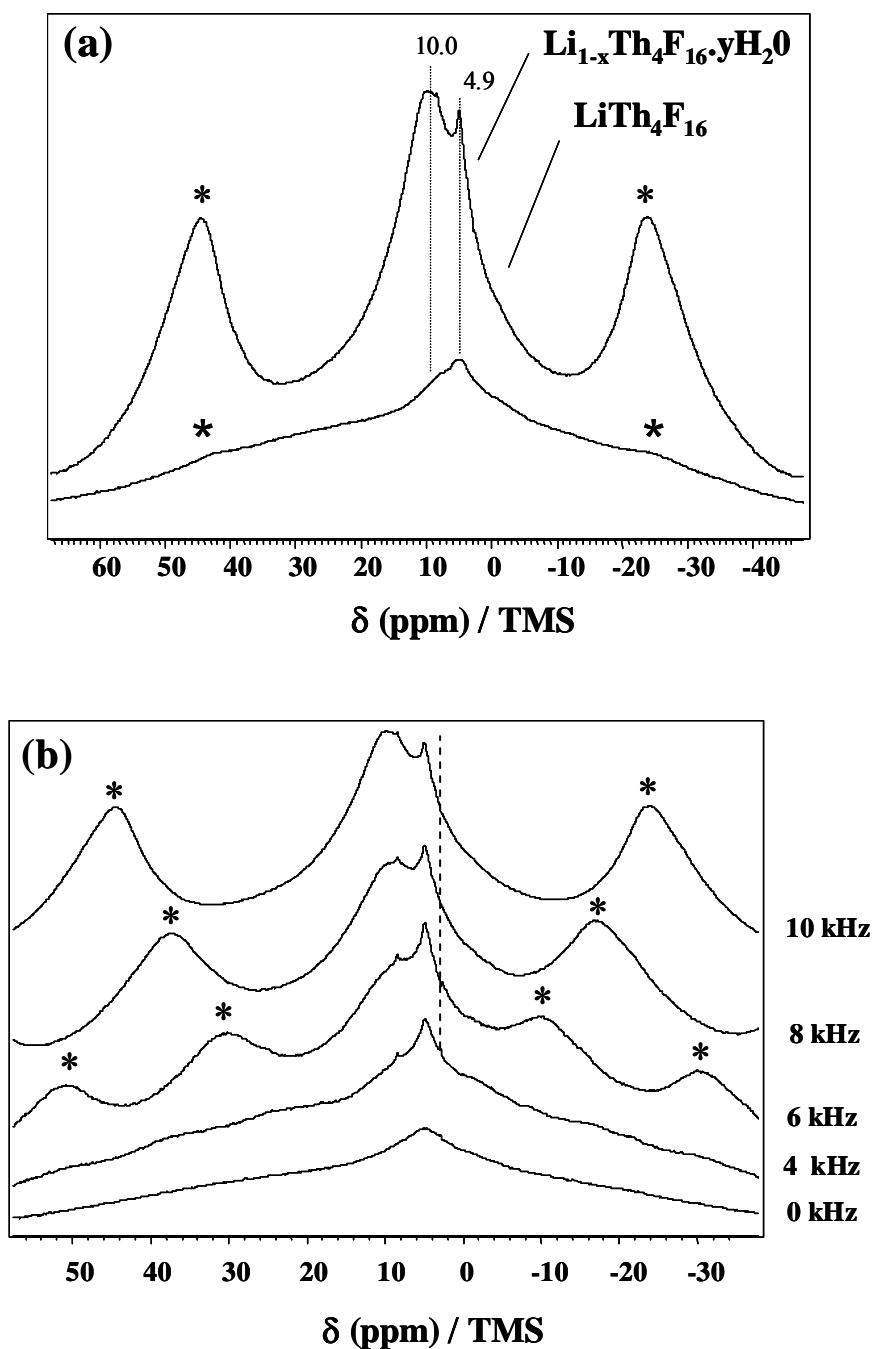 (a)
10.0
4.9
Li1-xTh4F16.yH20
LiTh4F16
*
*
*
*
60 50 40 30 20 10 0 -10 -20 -30 -40
δ (ppm) / TMS
(b)
*
*
10 kHz
*
*
8 kHz
*
*
*
*
6 kHz
4 kHz
0 kHz
50 40 30 20 10 0 -10 -20 -30
δ (ppm) / TMS